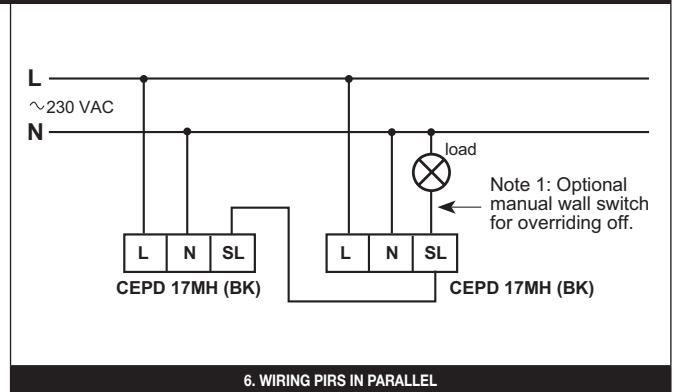 L
~230 VAC
N
load
Note 1: Optional
manual wall switch
for overriding off.
L N SL
L N SL
CEPD 17MH (BK)
CEPD 17MH (BK)
6. WIRING PIRS IN PARALLEL